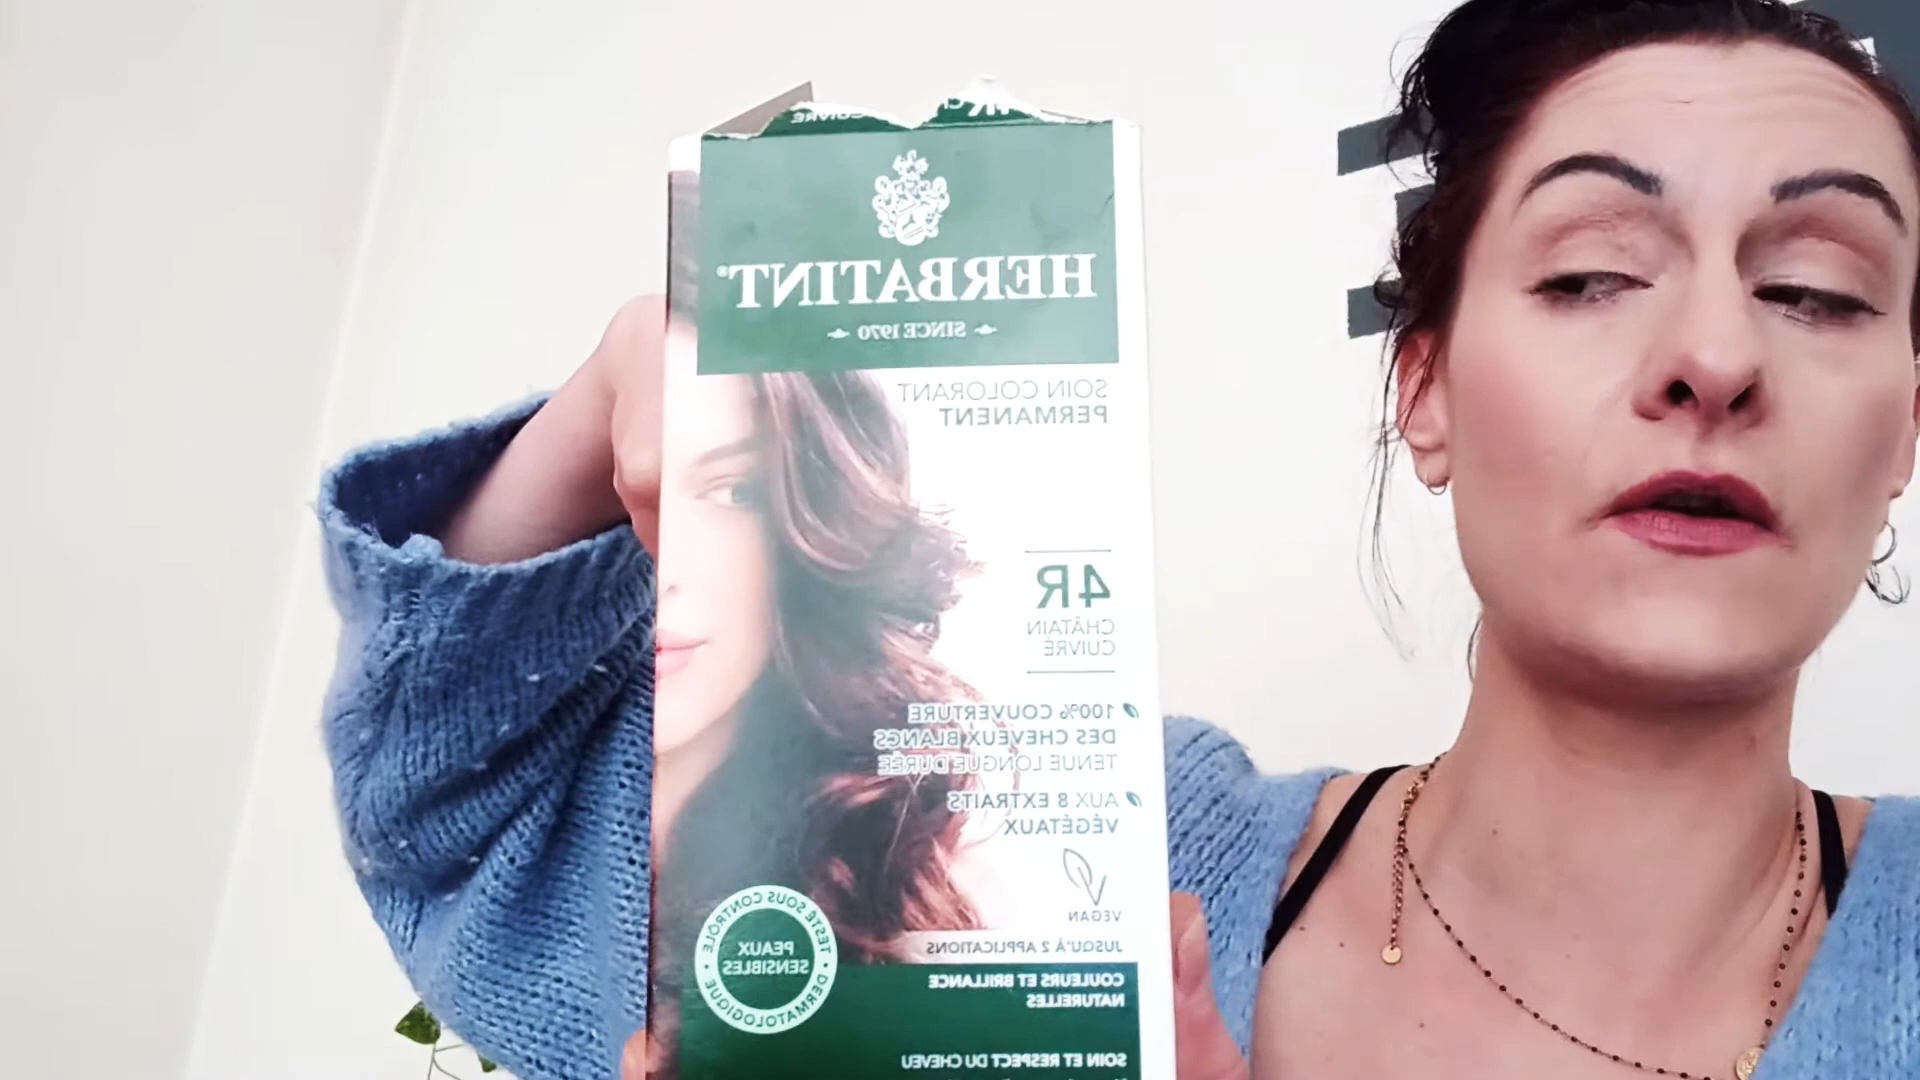 CUIVRÉ
HERBATINT®
SINCE 1970
SOIN COLORANT
PERMANENT
4R
CHÂTAIN
CUIVRÉ
100% COUVERTURE
DES CHEVEUX BLANCS
TENUE LONGUE DURÉE
AUX 8 EXTRAITS
VÉGÉTAUX
VEGAN
JUSQU'À 2 APPLICATIONS
TESTÉ SOUS CONTRÔLE • DERMATOLOGIQUE •
PEAUX
SENSIBLES
COULEURS ET BRILLANCE
NATURELLES
SOIN ET RESPECT DU CHEVEU